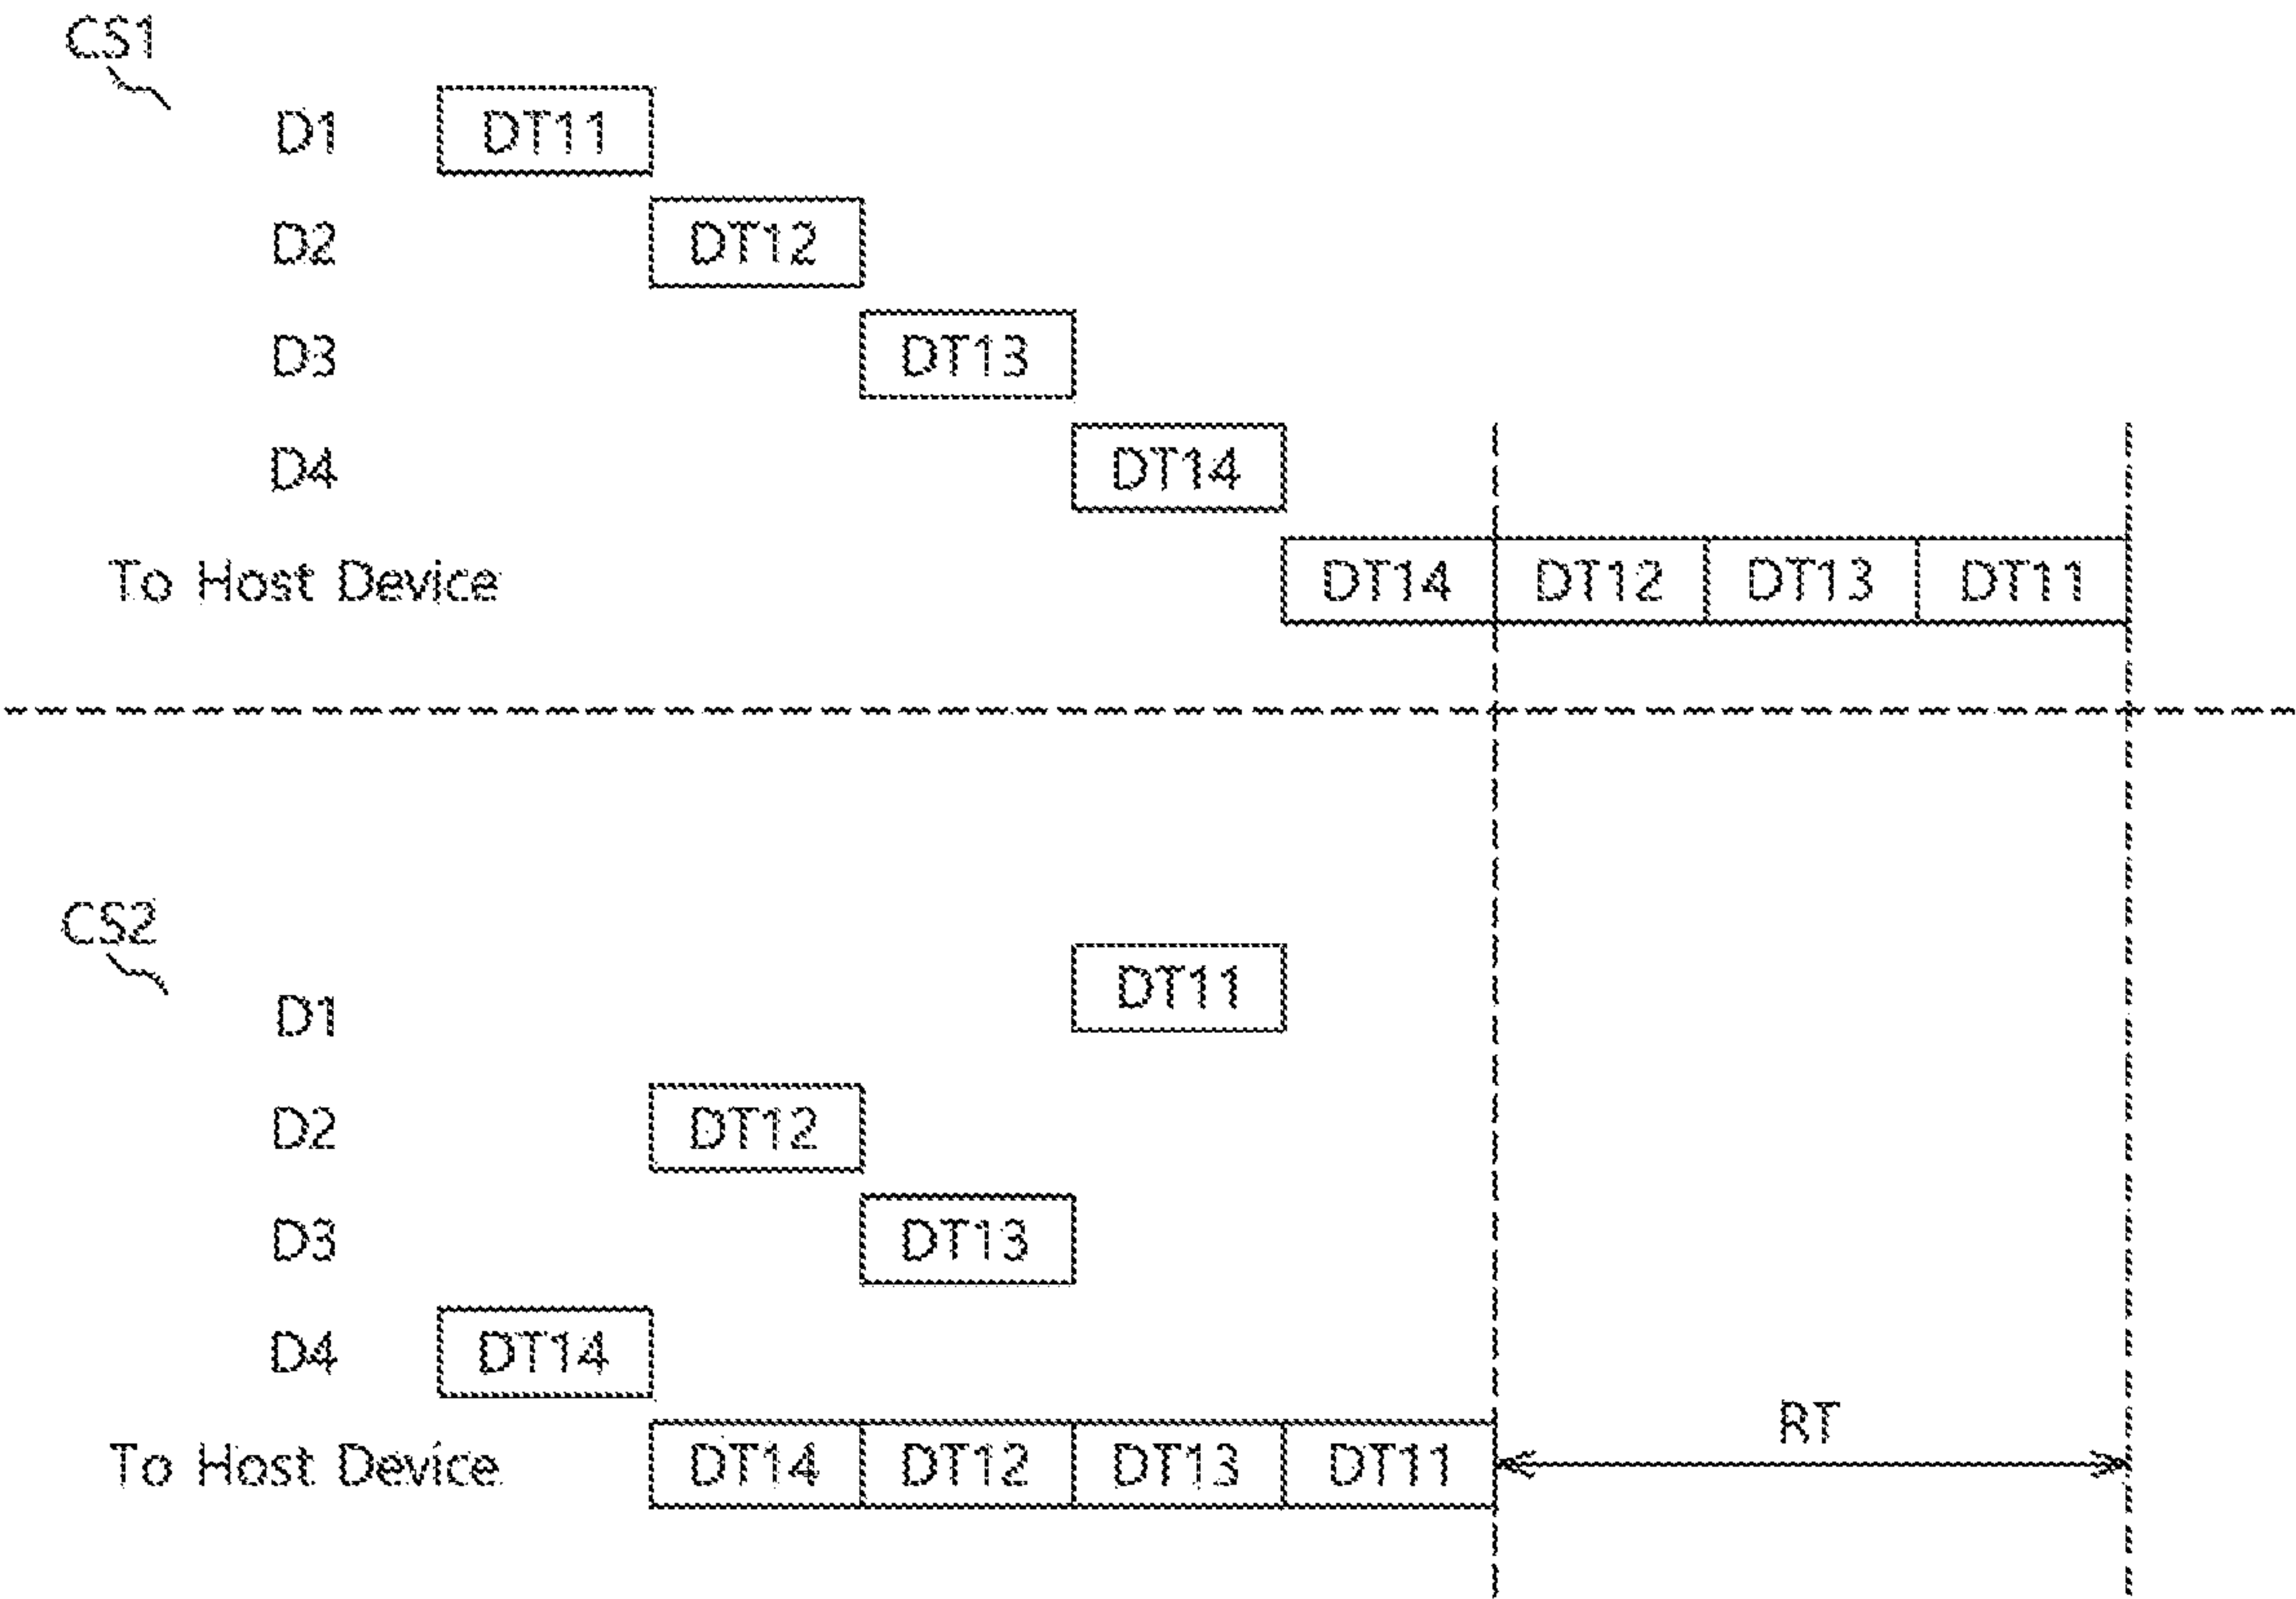 CS1
D1 DT11
D2 DT12
D3 DT13
D4 DT14
To Host Device DT14 DT12 DT13 DT11
CS2
D1 DT11
D2 DT12
D3 DT13
D4 DT14
RT
To Host Device DT14 DT12 DT13 DT11